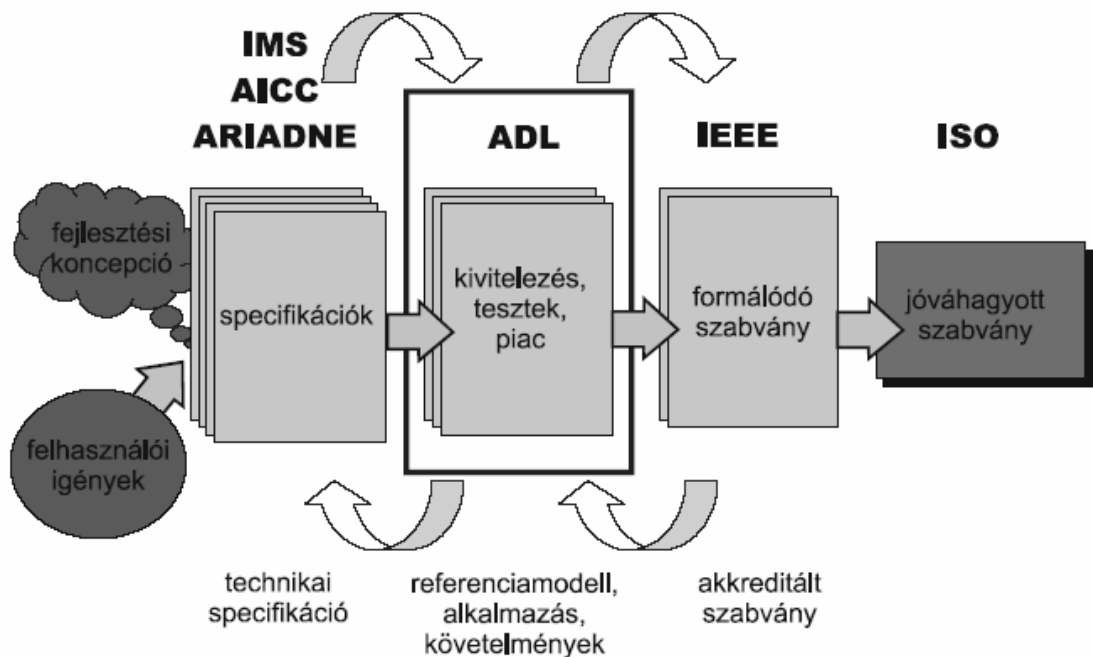 IMS
AICC
ARIADNE
ADL
IEEE
ISO
fejlesztési
koncepció
felhasználói
igények
specifikációk
kivitelezés,
tesztek,
piac
formálódó
szabvány
jóváhagyott
szabvány
technikai
specifikáció
referenciamodell,
alkalmazás,
követelmények
akkreditált
szabvány